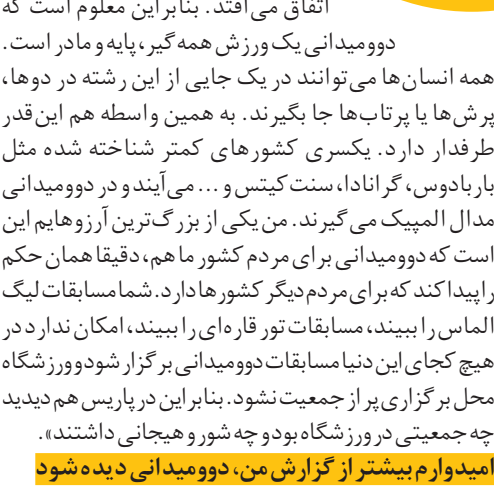 اتفاق می‌افتد. بنابراین معلوم است که
دوومیدانی یک ورزش همه‌گیر، پایه و مادر است.
همه انسان‌ها می‌توانند در یک جایی از این رشته در دوها،
پرش‌ها یا پرتاب‌ها جا بگیرند. به همین واسطه هم این‌قدر
طرفدار دارد. یکسری کشورهای کمتر شناخته شده مثل
باربادوس، گرانادا، سنت کیتس و ... می‌آیند و در دوومیدانی
مدال المپیک می‌گیرند. من یکی از بزرگ‌ترین آرزوهایم این
است که دوومیدانی برای مردم کشور ما هم، دقیقا همان حکم
را پیدا کند که برای مردم دیگر کشورها دارد. شما مسابقات لیگ
الماس را ببیند، مسابقات تور قاره‌ای را ببیند، امکان ندارد در
هیچ کجای این دنیا مسابقات دوومیدانی برگزار شود و ورزشگاه
محل برگزاری پر از جمعیت نشود. بنابراین در پاریس هم دیدید
چه جمعیتی در ورزشگاه بود و چه شور و هیجانی داشتند».
امیدوارم بیشتر از گزارش من، دوومیدانی دیده شود